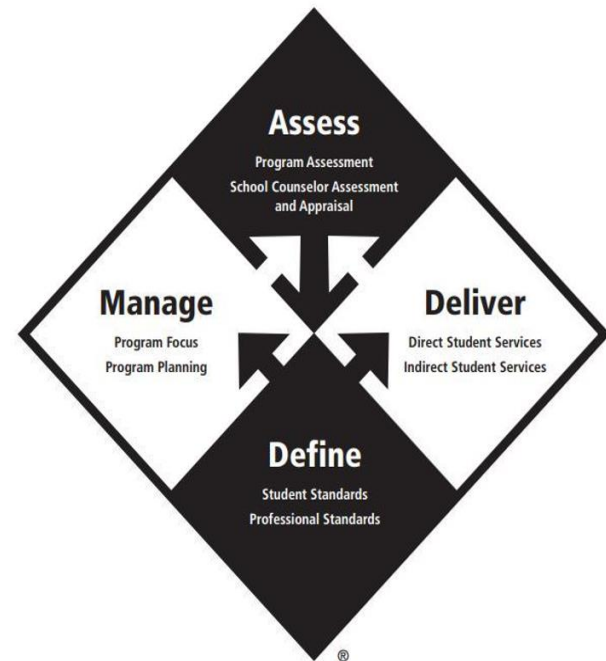 Assess
Program Assessment
School Counselor Assessment
and Appraisal
Manage
Program Focus
Program Planning
Deliver
Direct Student Services
Indirect Student Services
Define
Student Standards
Professional Standards
®